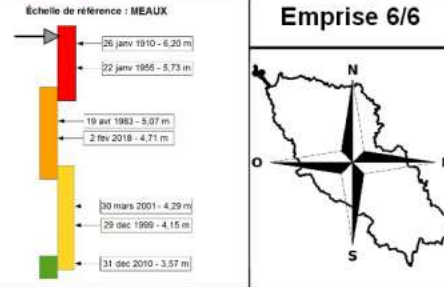 Échelle de référence : MEAUX
26 janv 1910 - 6,20 m
22 janv 1955 - 5,73 m
19 avr 1983 - 5,07 m
2 fev 2018 - 4,71 m
30 mars 2001 - 4,29 m
29 dec 1999 - 4,15 m
31 dec 2010 - 3,57 m
Emprise 6/6
N
O
E
S